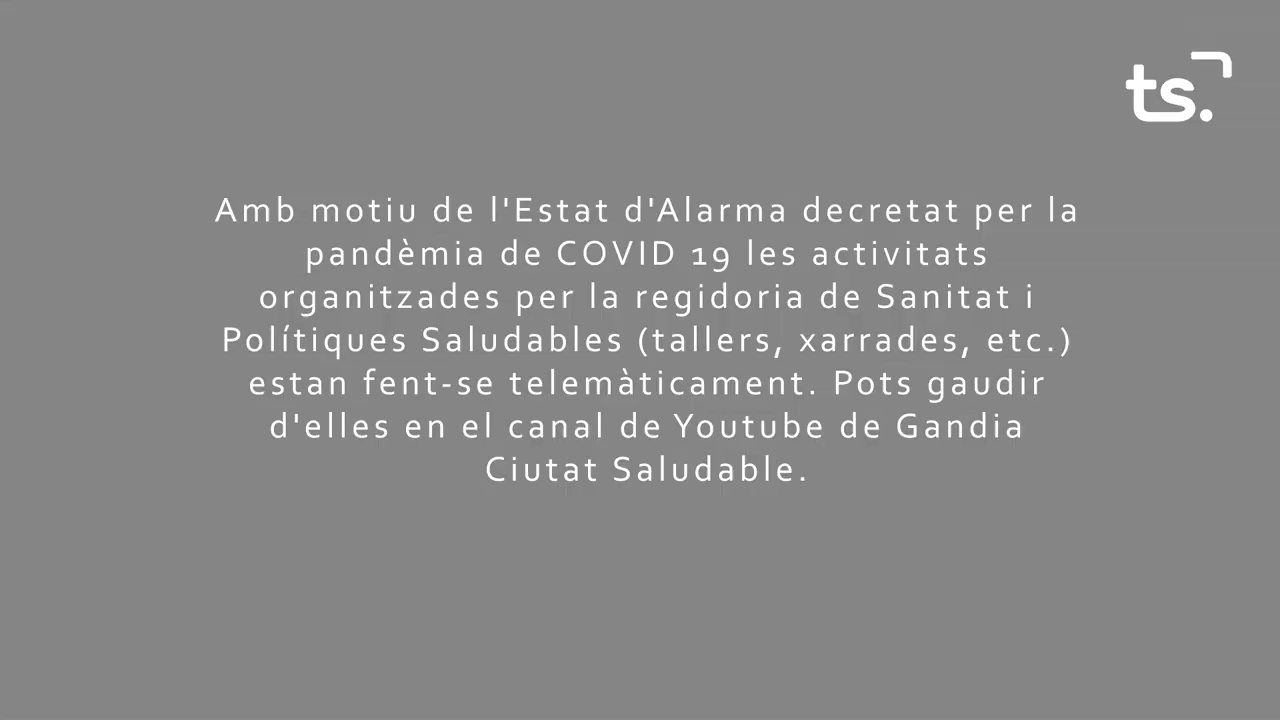 ts.
Amb motiu de l'Estat d'Alarma decretat per la
pandèmia de COVID 19 les activitats
organitzades per la regidoria de Sanitat i
Polítiques Saludables (tallers, xarrades, etc.)
estan fent-se telemàticament. Pots gaudir
d'elles en el canal de Youtube de Gandia
Ciutat Saludable.